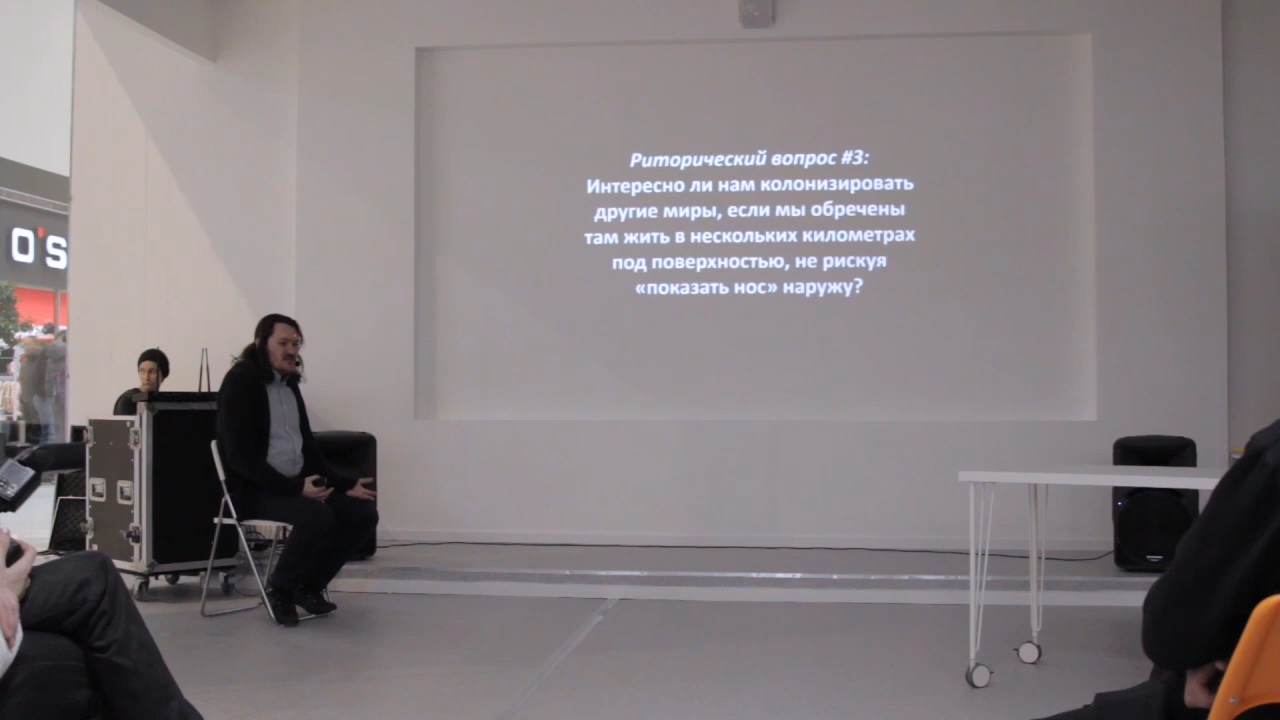 Риторический вопрос #3:
Интересно ли нам колонизировать
другие миры, если мы обречены
там жить в нескольких километрах
под поверхностью, не рискуя
«показать нос» наружу?
O'S